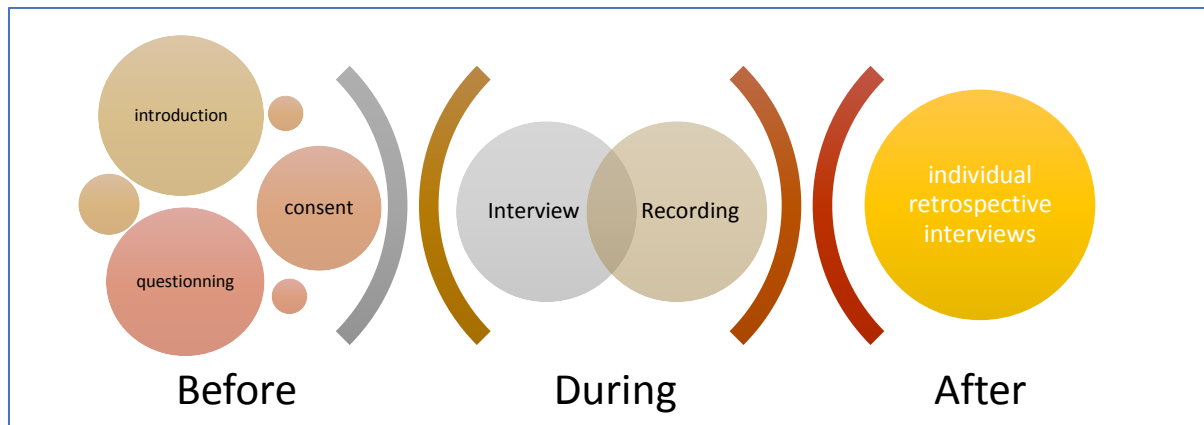 introduction
consent
questionning
Before
Interview
Recording
During
individual
retrospective
interviews
After